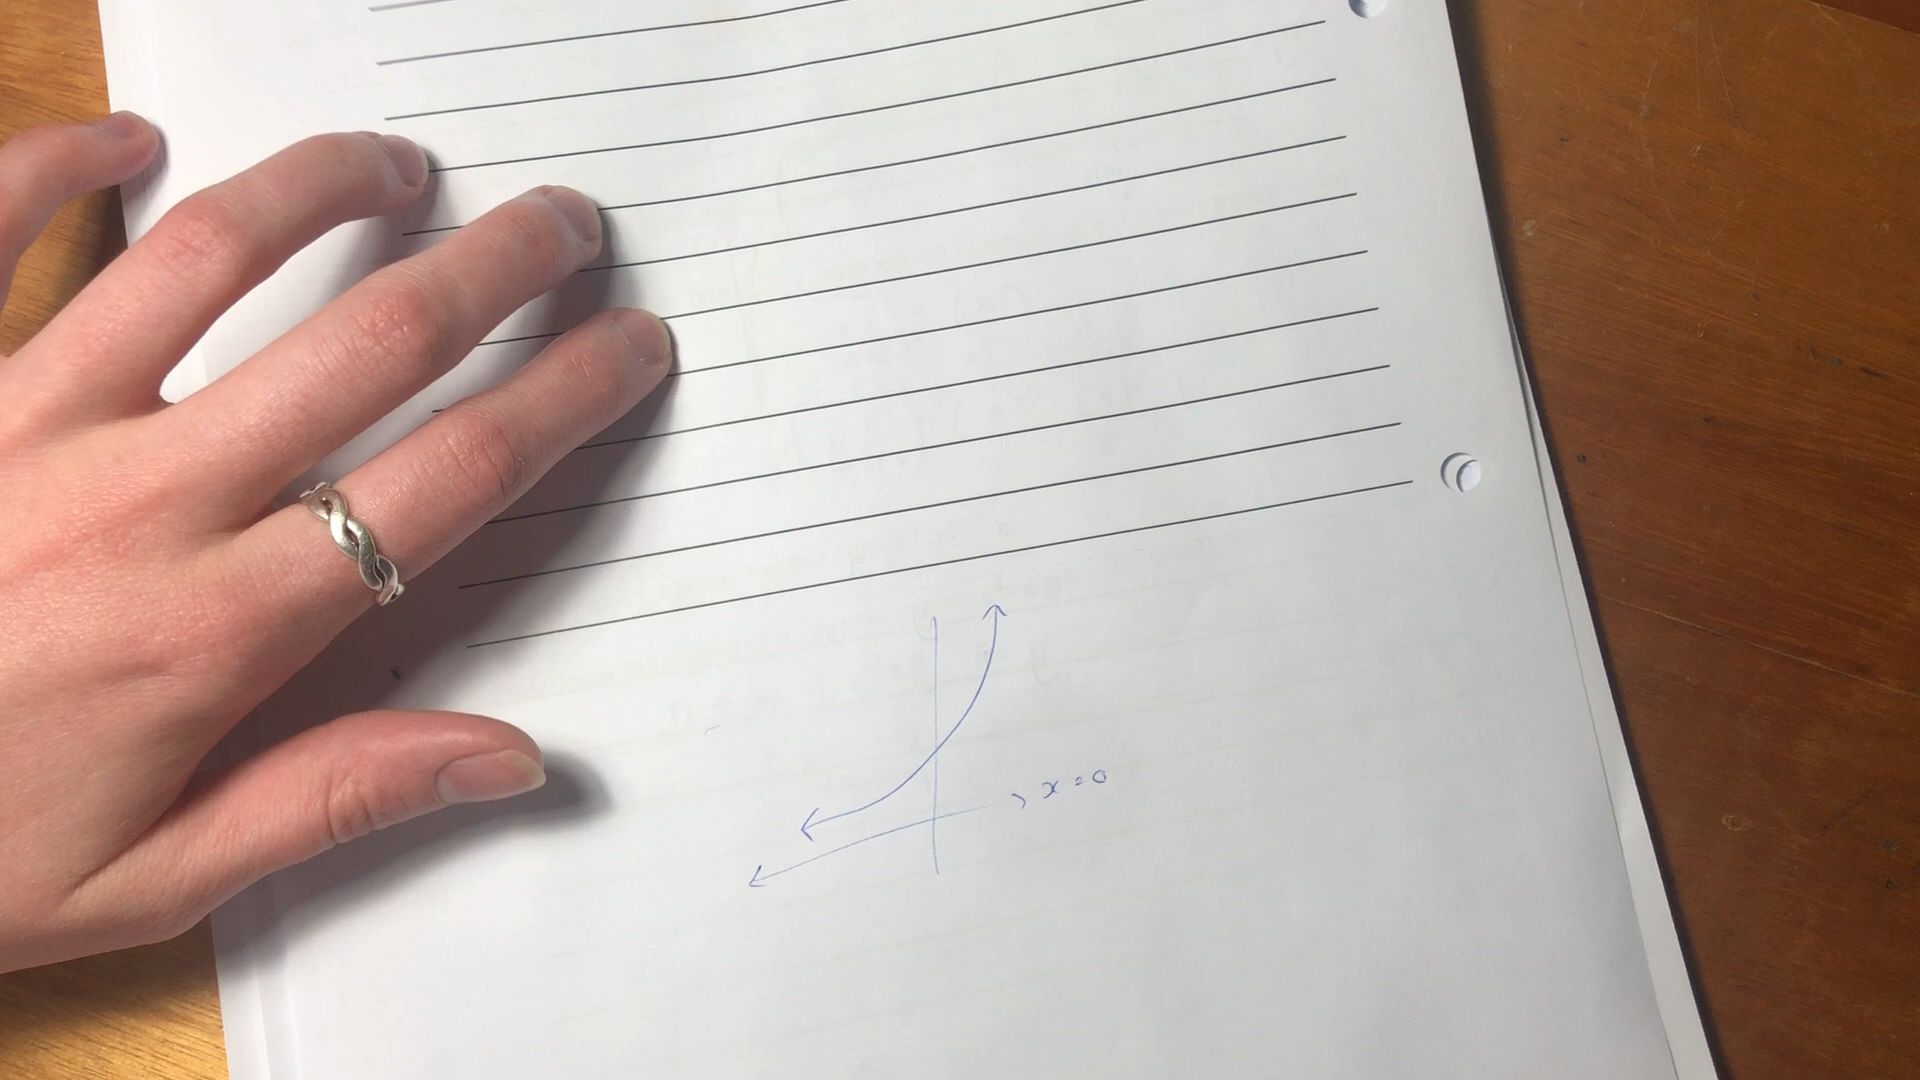 x = 0